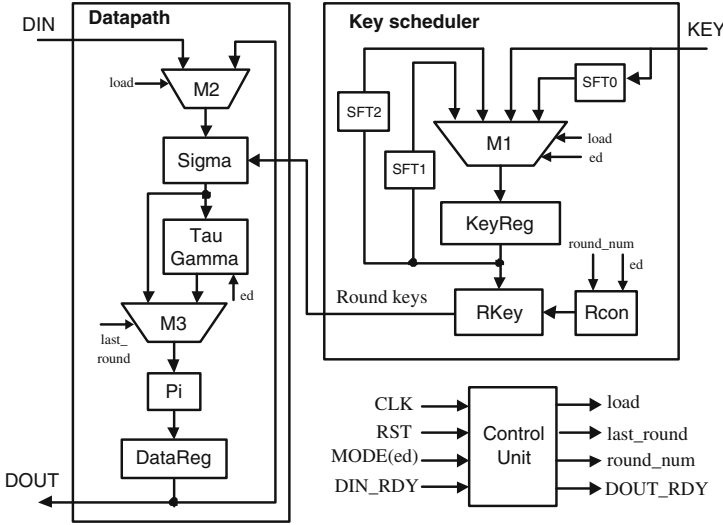 Datapath
DIN
load
M2
Sigma
Tau
Gamma
ed
M3
last_
round
Pi
DataReg
DOUT
Key scheduler
KEY
SFT0
SFT2
SFT1
M1
load
ed
KeyReg
round_num
ed
Round keys
RKey
Rcon
CLK
RST
MODE(ed)
DIN_RDY
Control
Unit
load
last_round
round_num
DOUT_RDY